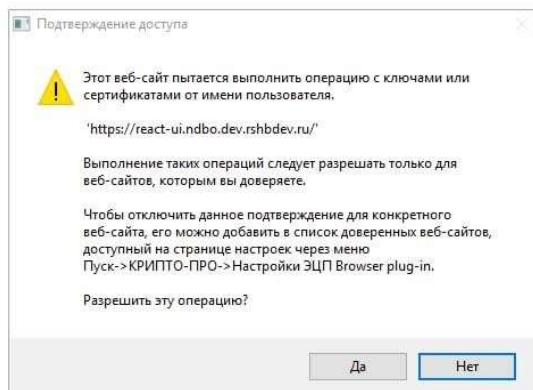 Подтверждение доступа
Этот веб-сайт пытается выполнить операцию с ключами или
сертификатами от имени пользователя.
'https://react-ui.ndbo.dev.rshbdev.ru/'
Выполнение таких операций следует разрешать только для
веб-сайтов, которым вы доверяете.
Чтобы отключить данное подтверждение для конкретного
веб-сайта, его можно добавить в список доверенных веб-сайтов,
доступный на странице настроек через меню
Пуск->КРИПТО-ПРО->Настройки ЭЦП Browser plug-in.
Разрешить эту операцию?
Да
Нет